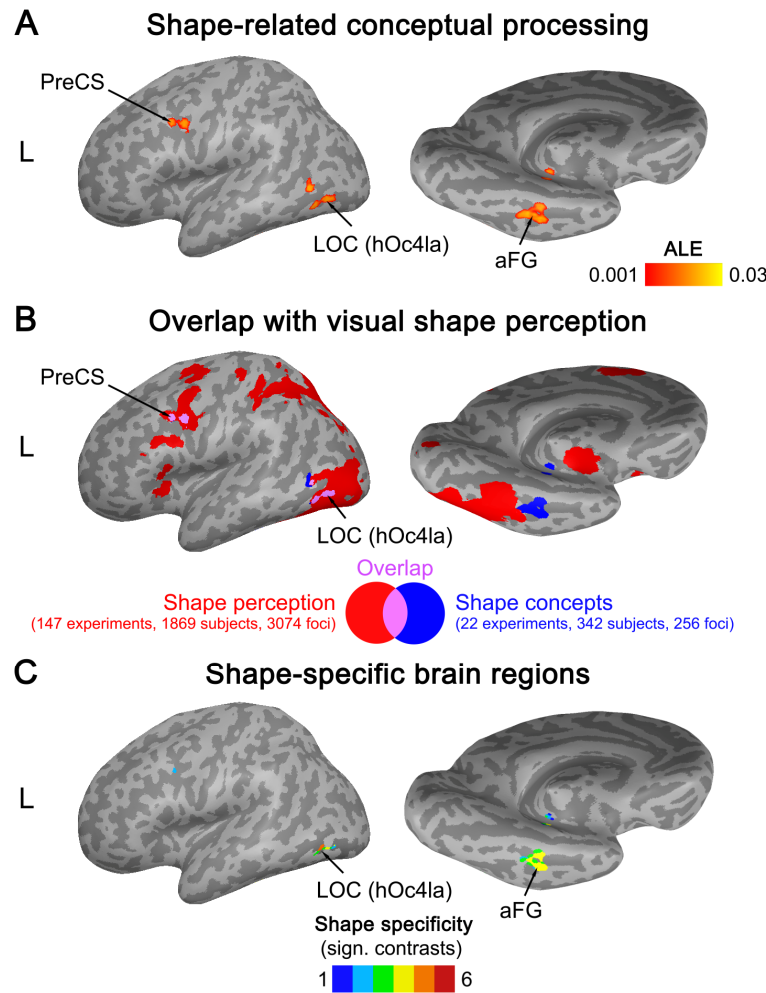 A
Shape-related conceptual processing
PreCS
L
LOC (hOc4la)
aFG
ALE
0.001
0.03
B
Overlap with visual shape perception
PreCS
L
LOC (hOc4la)
Overlap
Shape perception
(147 experiments, 1869 subjects, 3074 foci)
Shape concepts
(22 experiments, 342 subjects, 256 foci)
C
Shape-specific brain regions
L
LOC (hOc4la)
aFG
Shape specificity
(sign. contrasts)
1
6